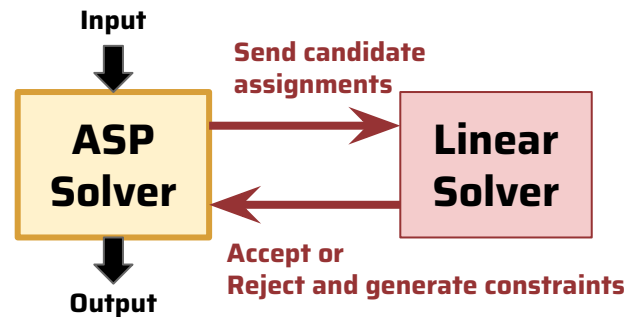 Input
Send candidate
assignments
ASP
Solver
Linear
Solver
Accept or
Reject and generate constraints
Output